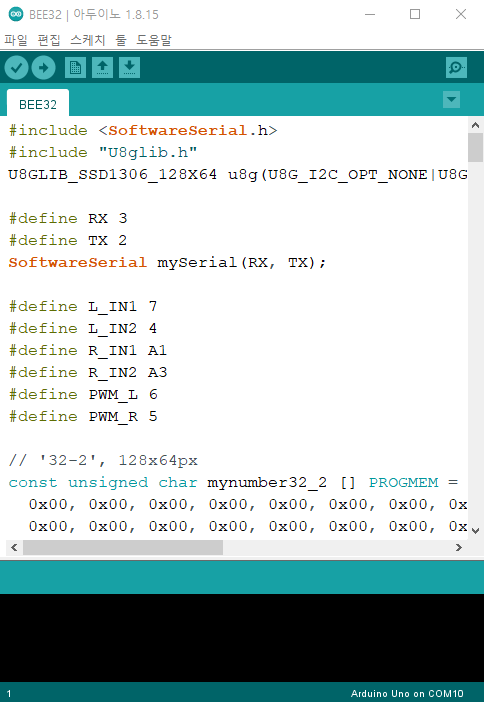 BEE32 | 아두이노 1.8.15
파일 편집 스케치 툴 도움말
BEE32
#include <SoftwareSerial.h>
#include "U8glib.h"
U8GLIB_SSD1306_128X64 u8g(U8G_I2C_OPT_NONE|U8G
#define RX 3
#define TX 2
SoftwareSerial mySerial(RX, TX);
#define L_IN1 7
#define L_IN2 4
#define R_IN1 A1
#define R_IN2 A3
#define PWM_L 6
#define PWM_R 5
// '32-2', 128x64px
const unsigned char mynumber32_2 [] PROGMEM =
0x00, 0x00, 0x00, 0x00, 0x00, 0x00, 0x00, 0x
0x00, 0x00, 0x00, 0x00, 0x00, 0x00, 0x00, 0x
1 Arduino Uno on COM10